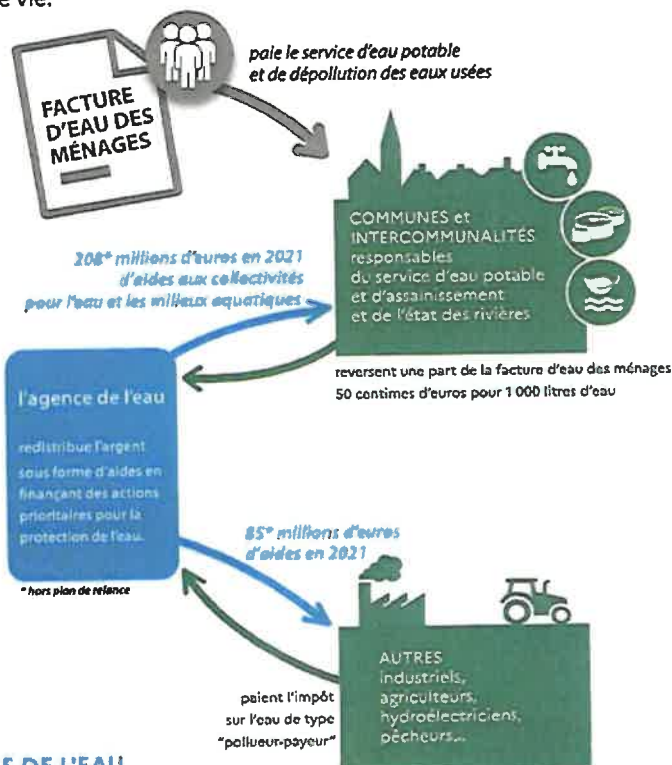 e vie.
FACTURE
D'EAU DES
MÉNAGES
paie le service d'eau potable
et de dépollution des eaux usées
COMMUNES et
INTERCOMMUNALITÉS
responsables
du service d'eau potable
et d'assainissement
et de l'état des rivières
208* millions d'euros en 2021
d'aides aux collectivités
pour l'eau et les milieux aquatiques
reversent une part de la facture d'eau des ménages
50 centimes d'euros pour 1 000 litres d'eau
l'agence de l'eau
redistribue l'argent
sous forme d'aides en
finançant des actions
prioritaires pour la
protection de l'eau.
* hors plan de relance
85* millions d'euros
d'aides en 2021
paient l'impôt
sur l'eau de type
"pollueur-payeur"
AUTRES
industriels,
agriculteurs,
hydroélectriciens,
pêcheurs...
S DE L'EAU